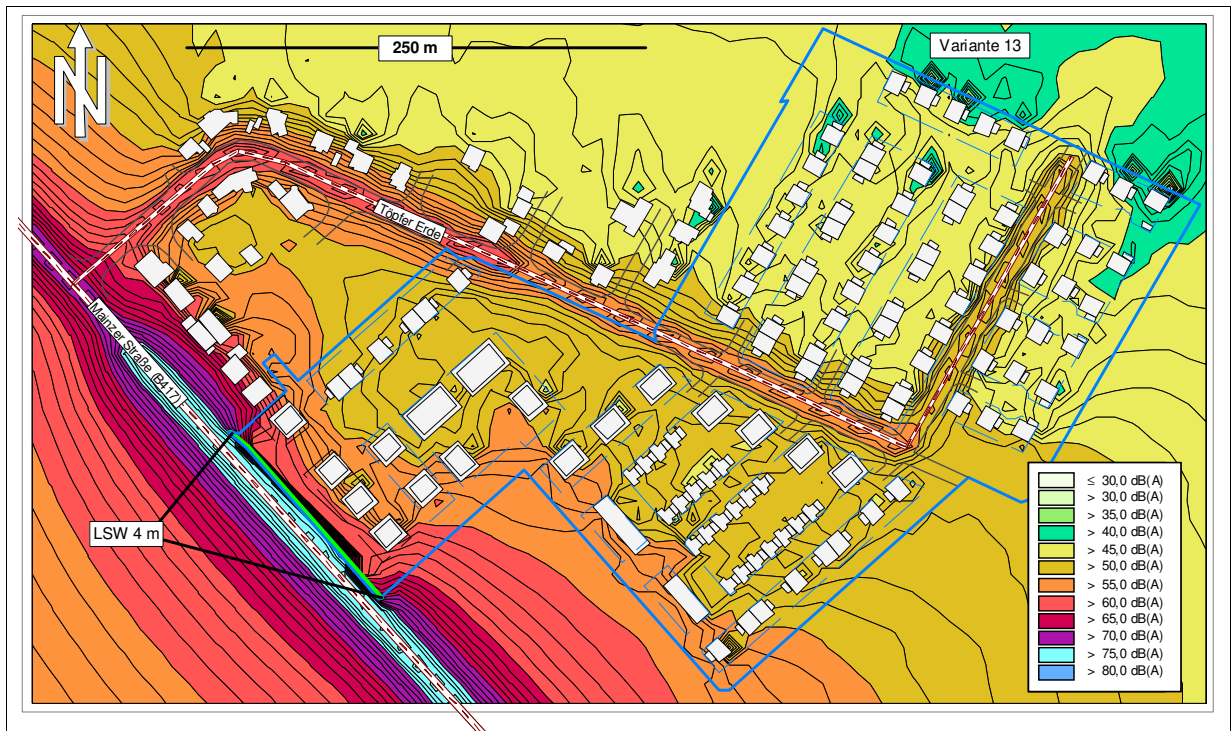 250 m
Variante 13
N
Töpfer Erde
Mainzer Straße (B417)
LSW 4 m
≤ 30,0 dB(A)
> 30,0 dB(A)
> 35,0 dB(A)
> 40,0 dB(A)
> 45,0 dB(A)
> 50,0 dB(A)
> 55,0 dB(A)
> 60,0 dB(A)
> 65,0 dB(A)
> 70,0 dB(A)
> 75,0 dB(A)
> 80,0 dB(A)